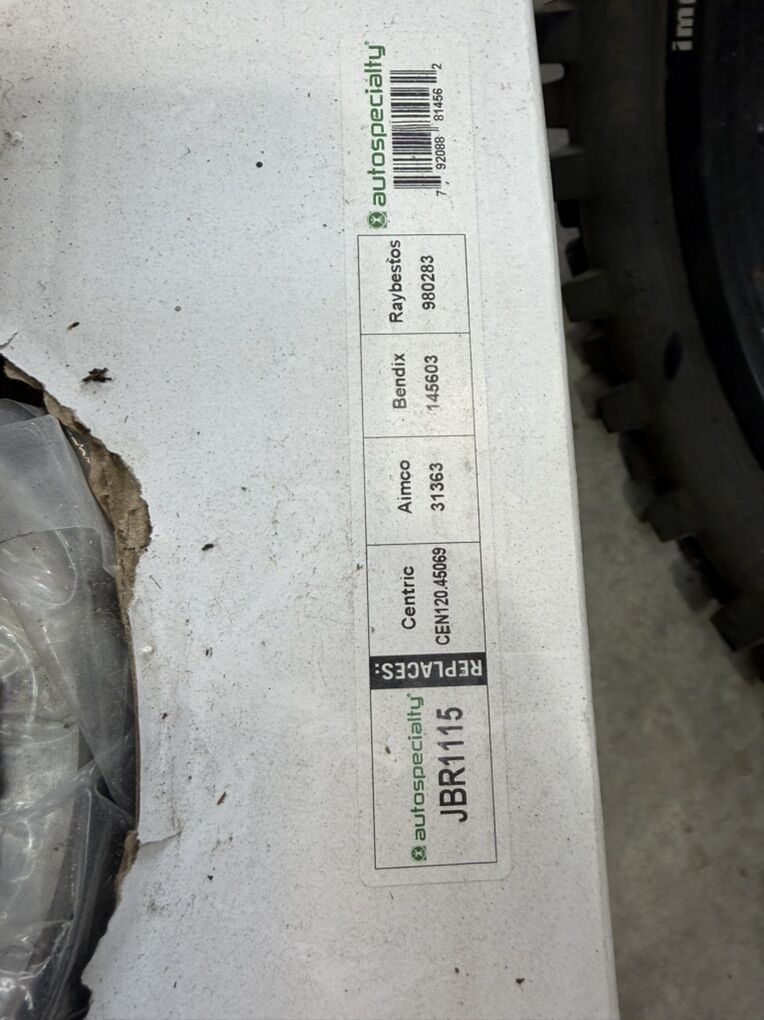 autospecialty®
JBR1115
REPLACES:
Centric
CEN120.45069
Aimco
31363
Bendix
145603
Raybestos
980283
autospecialty®
7 92088 81456 2